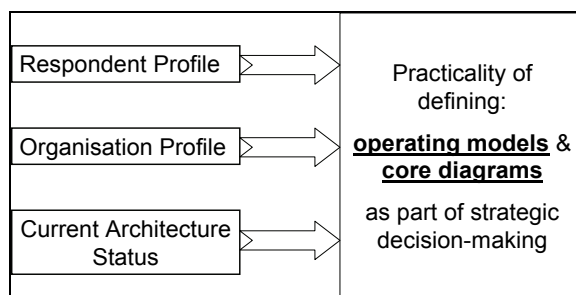 Respondent Profile
Organisation Profile
Current Architecture
Status
Practicality of
defining:
operating models &
core diagrams
as part of strategic
decision-making